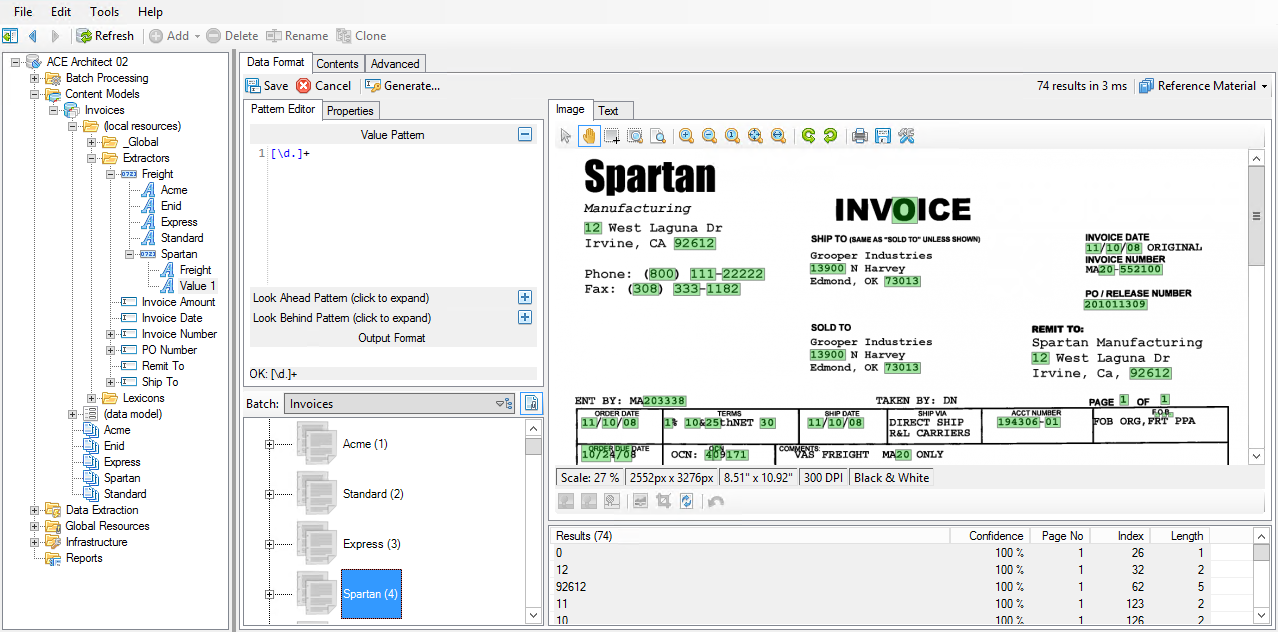 File Edit Tools Help
Refresh Add Delete Rename Clone
ACE Architect 02
Batch Processing
Content Models
Invoices
(local resources)
_Global
Extractors
Freight
Acme
Enid
Express
Standard
Spartan
Freight
Value 1
Invoice Amount
Invoice Date
Invoice Number
PO Number
Remit To
Ship To
Lexicons
(data model)
Acme
Enid
Express
Spartan
Standard
Data Extraction
Global Resources
Infrastructure
Reports
Data Format Contents Advanced
Save Cancel Generate... 74 results in 3 ms Reference Material
Pattern Editor Properties
Value Pattern
1 [\d.]+
Look Ahead Pattern (click to expand)
Look Behind Pattern (click to expand)
Output Format
OK: [\d.]+
Batch: Invoices
Acme (1)
Standard (2)
Express (3)
Spartan (4)
Image Text
Spartan
Manufacturing
12 West Laguna Dr
Irvine, CA 92612
Phone: (800) 111-22222
Fax: (308) 333-1182
INVOICE
SHIP TO (SAME AS "SOLD TO" UNLESS SHOWN)
Grooper Industries
13900 N Harvey
Edmond, OK 73013
INVOICE DATE
11/10/08 ORIGINAL
INVOICE NUMBER
MA20-552100
PO / RELEASE NUMBER
201011309
SOLD TO
Grooper Industries
13900 N Harvey
Edmond, OK 73013
REMIT TO:
Spartan Manufacturing
12 West Laguna Dr
Irvine, Ca, 92612
ENT BY: MA203338 TAKEN BY: DN PAGE 1 OF 1
ORDER DATE TERMS SHIP DATE SHIP VIA ACCT NUMBER F.O.B.
11/10/08 1% 10&25thNET 30 11/10/08 DIRECT SHIP 194306-01 FOB ORG,FRT PPA
R&L CARRIERS
ORDER DUE DATE OCN COMMENTS:
10/24/08 OCN: 409171 VAS FREIGHT MA20 ONLY
Scale: 27 % 2552px x 3276px 8.51" x 10.92" 300 DPI Black & White
Results (74) Confidence Page No Index Length
0 100 % 1 26 1
12 100 % 1 32 2
92612 100 % 1 62 5
11 100 % 1 123 2
10 100 % 1 126 2